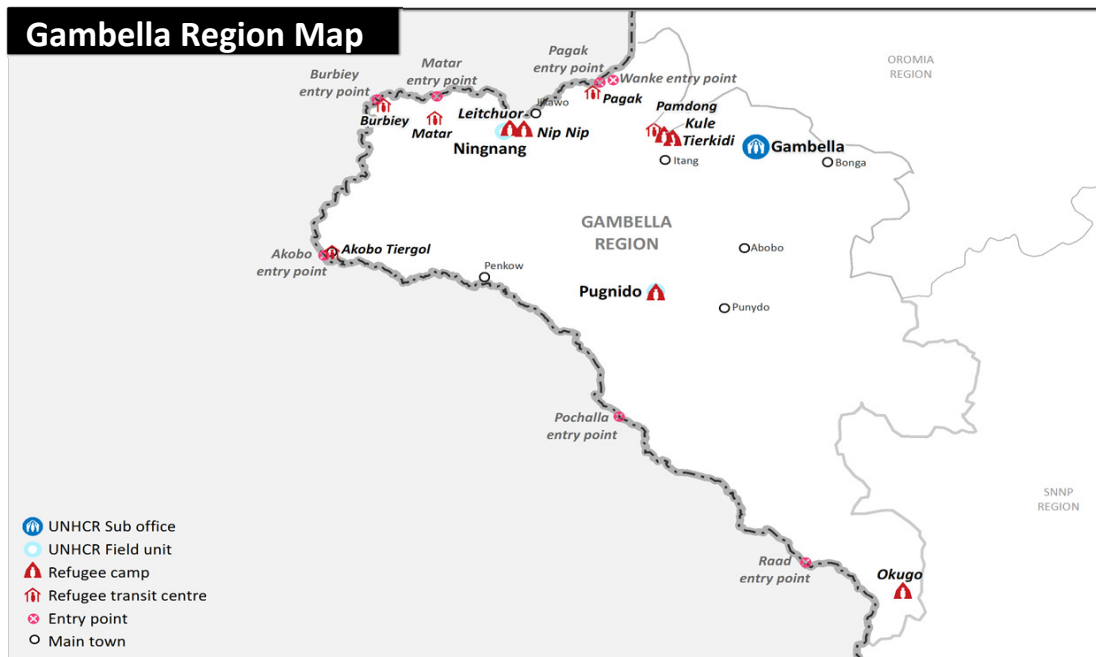 Gambella Region Map
Pagak
entry point
Wanke entry point
OROMIA
REGION
Matar
entry point
Burbiey
entry point
Burbiey
Matar
Leitchuor
Nip Nip
Ningnang
Pagak
Pamdong
Kule
Tierkidi
Itang
Gambella
Bonga
GAMBELLA
REGION
Abobo
Akobo
entry point
Akobo Tiergol
Penkow
Pugnido
Punydo
Pochalla
entry point
SNNP
REGION
Raad
entry point
Okugo
UNHCR Sub office
UNHCR Field unit
Refugee camp
Refugee transit centre
Entry point
Main town